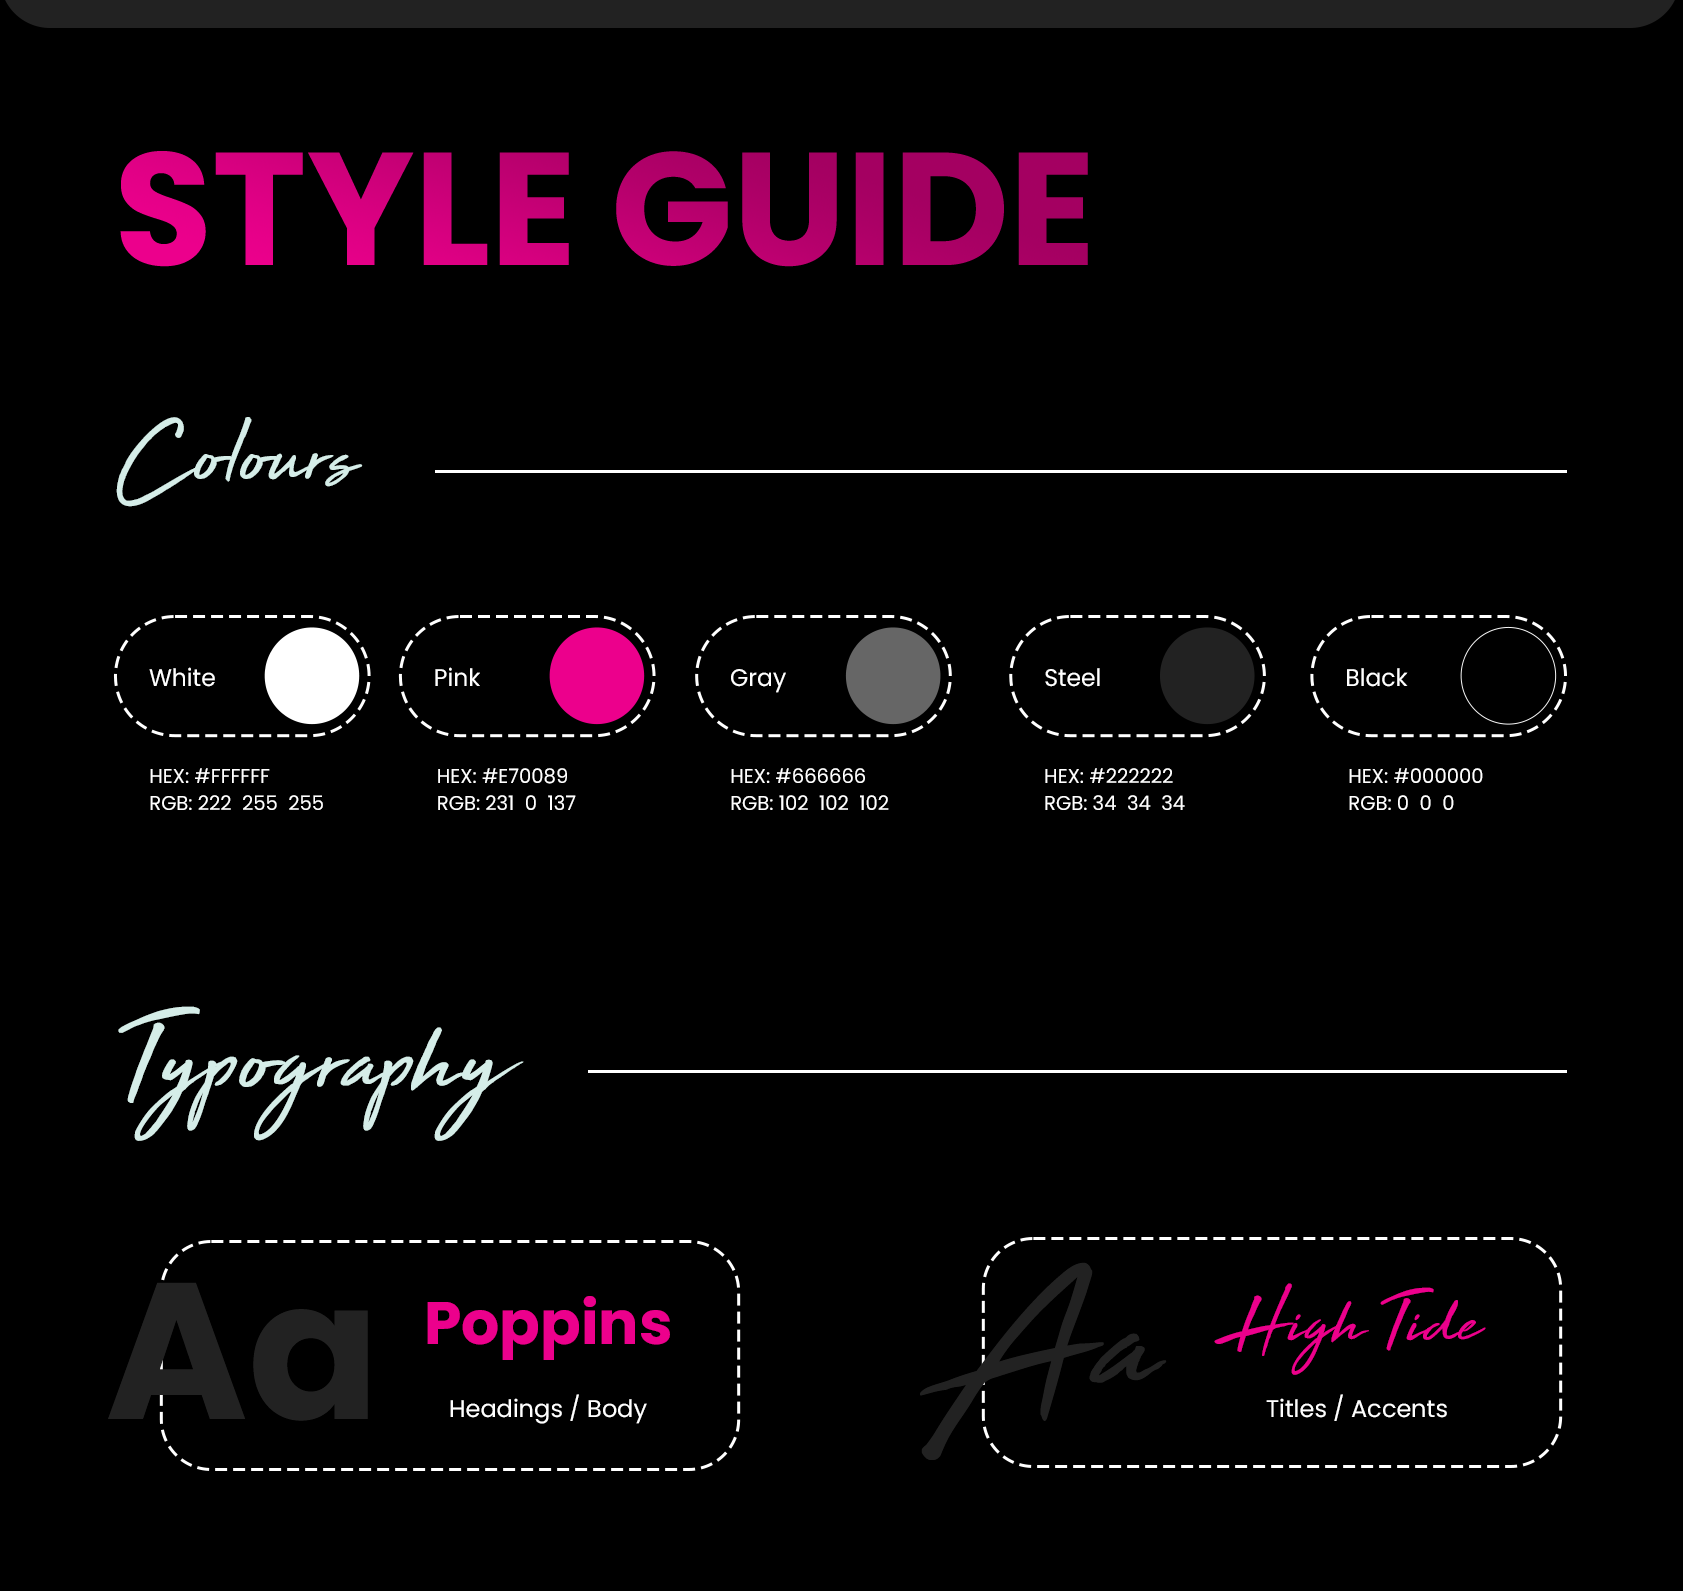 STYLE GUIDE
Colours
White
Pink
Gray
Steel
Black
HEX: #FFFFFF
RGB: 222 255 255
HEX: #E70089
RGB: 231 0 137
HEX: #666666
RGB: 102 102 102
HEX: #222222
RGB: 34 34 34
HEX: #000000
RGB: 0 0 0
Typography
Aa
Poppins
Headings / Body
Aa
High Tide
Titles / Accents